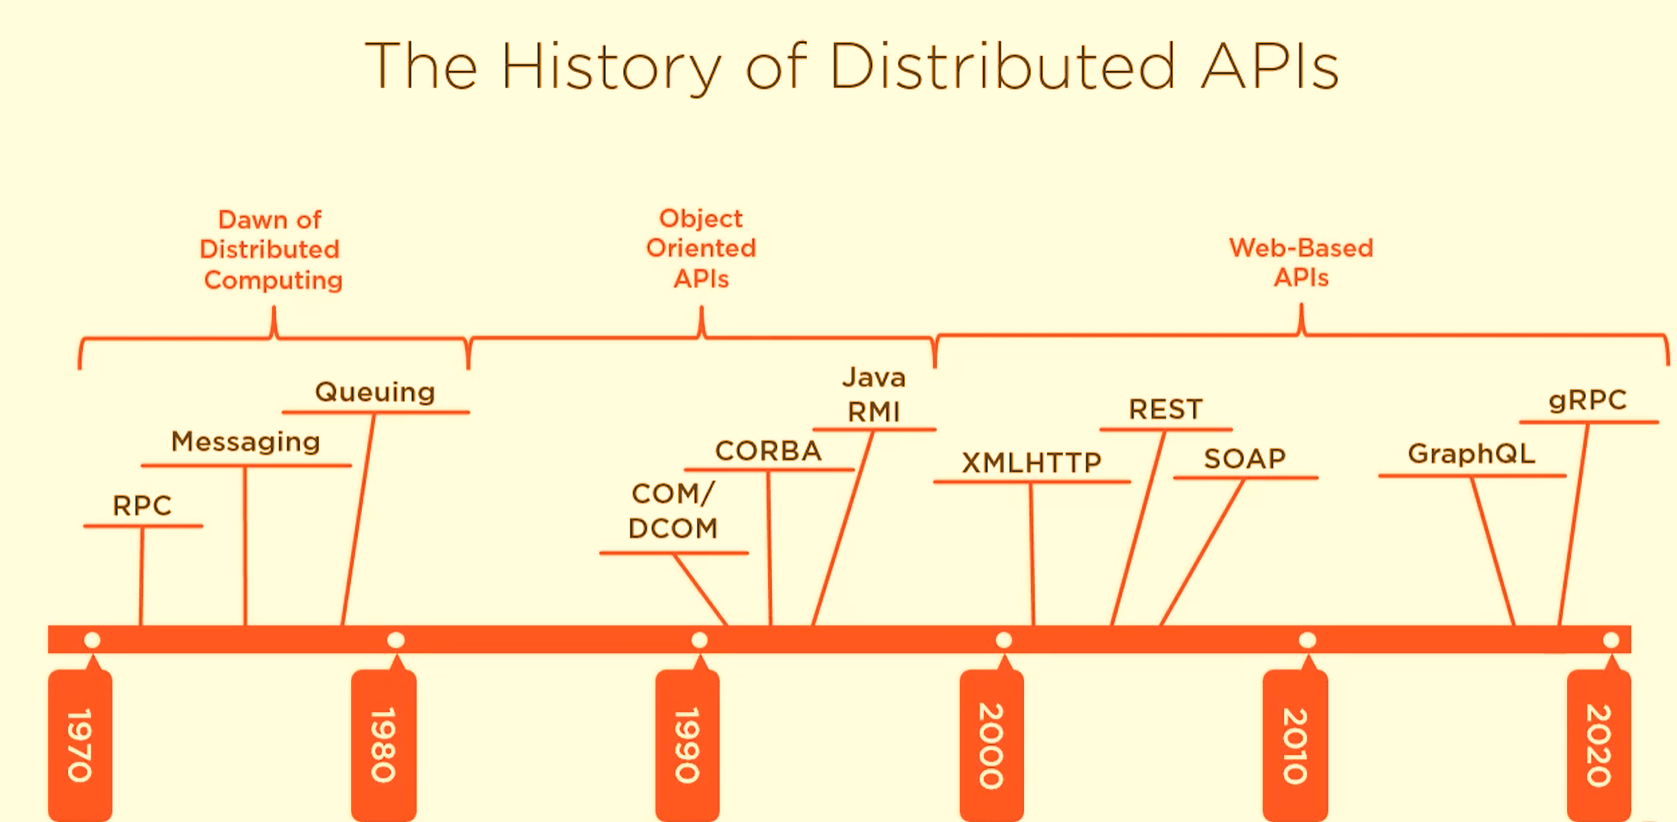 The History of Distributed APIs
Dawn of
Distributed
Computing
Object
Oriented
APIs
Web-Based
APIs
RPC
Messaging
Queuing
COM/
DCOM
CORBA
Java
RMI
XMLHTTP
REST
SOAP
GraphQL
gRPC
1970
1980
1990
2000
2010
2020